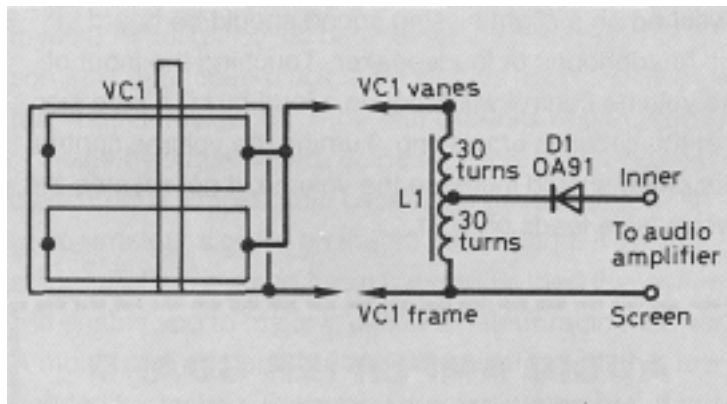 VC1
VC1 vanes
30
turns
L1
30
turns
D1
OA91
Inner
To audio
amplifier
Screen
VC1 frame